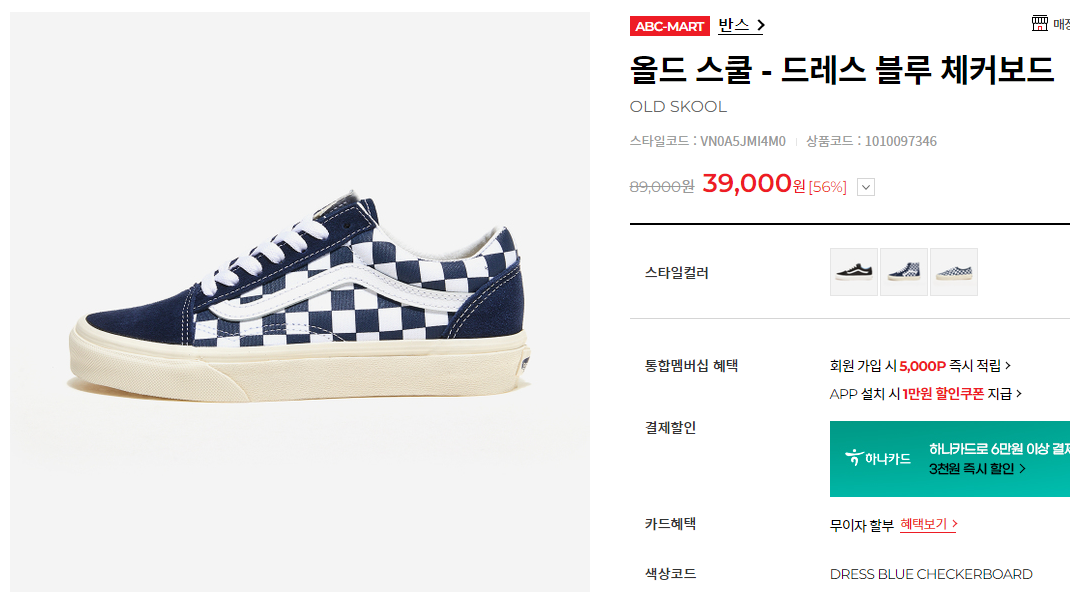 ABC-MART 반스
올드 스쿨 - 드레스 블루 체커보드
OLD SKOOL
스타일코드 : VN0A5JMI4M0 상품코드 : 1010097346
89,000원 39,000원 [56%]
스타일컬러
통합멤버십 혜택
회원 가입 시 5,000P 즉시 적립
APP 설치 시 1만원 할인쿠폰 지급
결제할인
하나카드
하나카드로 6만원 이상 결제
3천원 즉시 할인
카드혜택
무이자 할부 혜택보기
색상코드
DRESS BLUE CHECKERBOARD